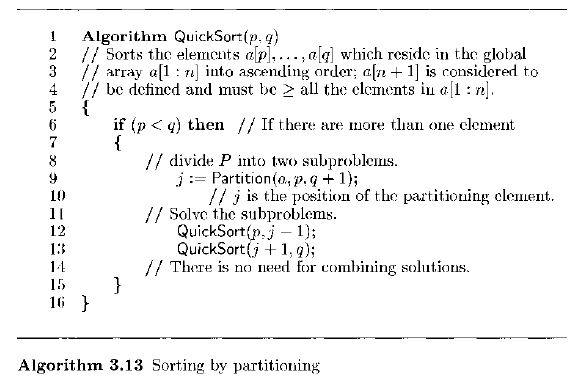 1 Algorithm QuickSort(p, q)
2 // Sorts the elements a[p], . . . , a[q] which reside in the global
3 // array a[1 : n] into ascending order; a[n + 1] is considered to
4 // be defined and must be ≥ all the elements in a[1 : n].
5 {
6 if (p < q) then // If there are more than one element
7 {
8 // divide P into two subproblems.
9 j := Partition(a, p, q + 1);
10 // j is the position of the partitioning element.
11 // Solve the subproblems.
12 QuickSort(p, j − 1);
13 QuickSort(j + 1, q);
14 // There is no need for combining solutions.
15 }
16 }
Algorithm 3.13 Sorting by partitioning